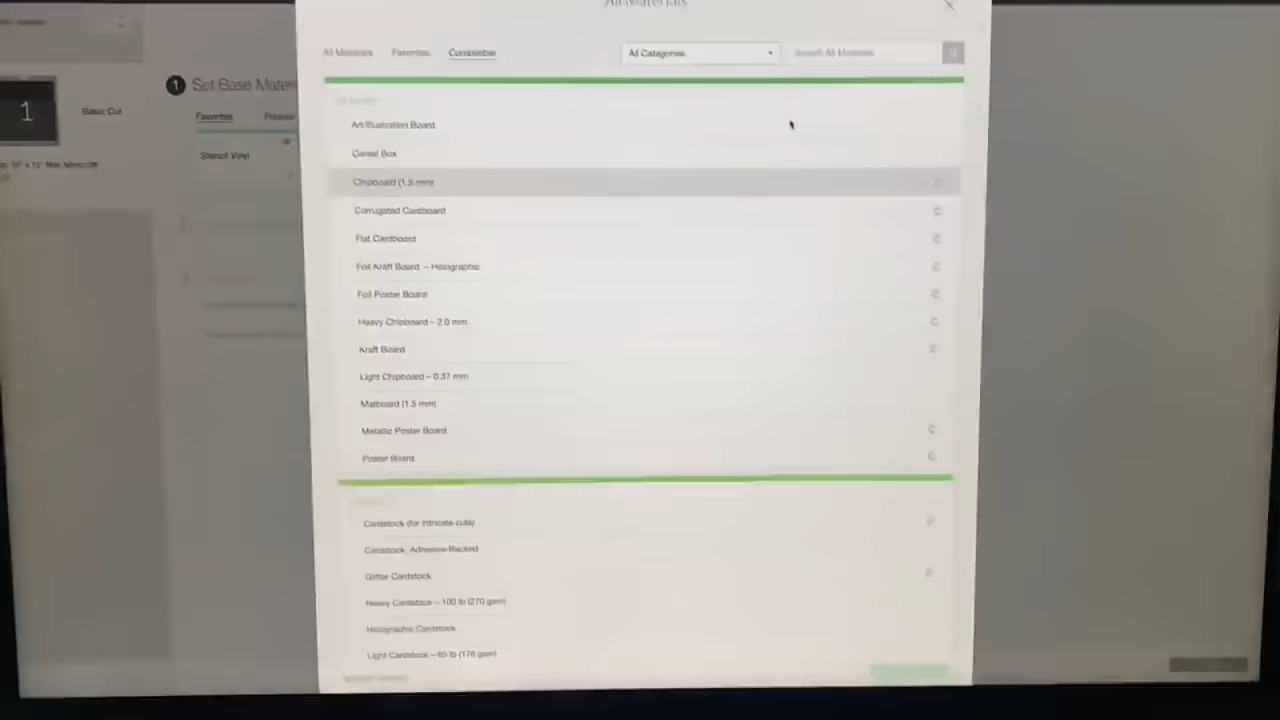 All Materials
All Materials Favorites Compatible All Categories Search All Materials
1 Set Base Materi
1 Basic Cut
Favorites Popular
Stencil Vinyl
Art/Illustration Board
Cereal Box
Chipboard (1.5 mm)
Corrugated Cardboard
Flat Cardboard
Foil Kraft Board – Holographic
Foil Poster Board
Heavy Chipboard – 2.0 mm
Kraft Board
Light Chipboard – 0.37 mm
Matboard (1.5 mm)
Metallic Poster Board
Poster Board
Cardstock (for intricate cuts)
Cardstock, Adhesive-Backed
Glitter Cardstock
Heavy Cardstock – 100 lb (270 gsm)
Holographic Cardstock
Light Cardstock – 65 lb (176 gsm)